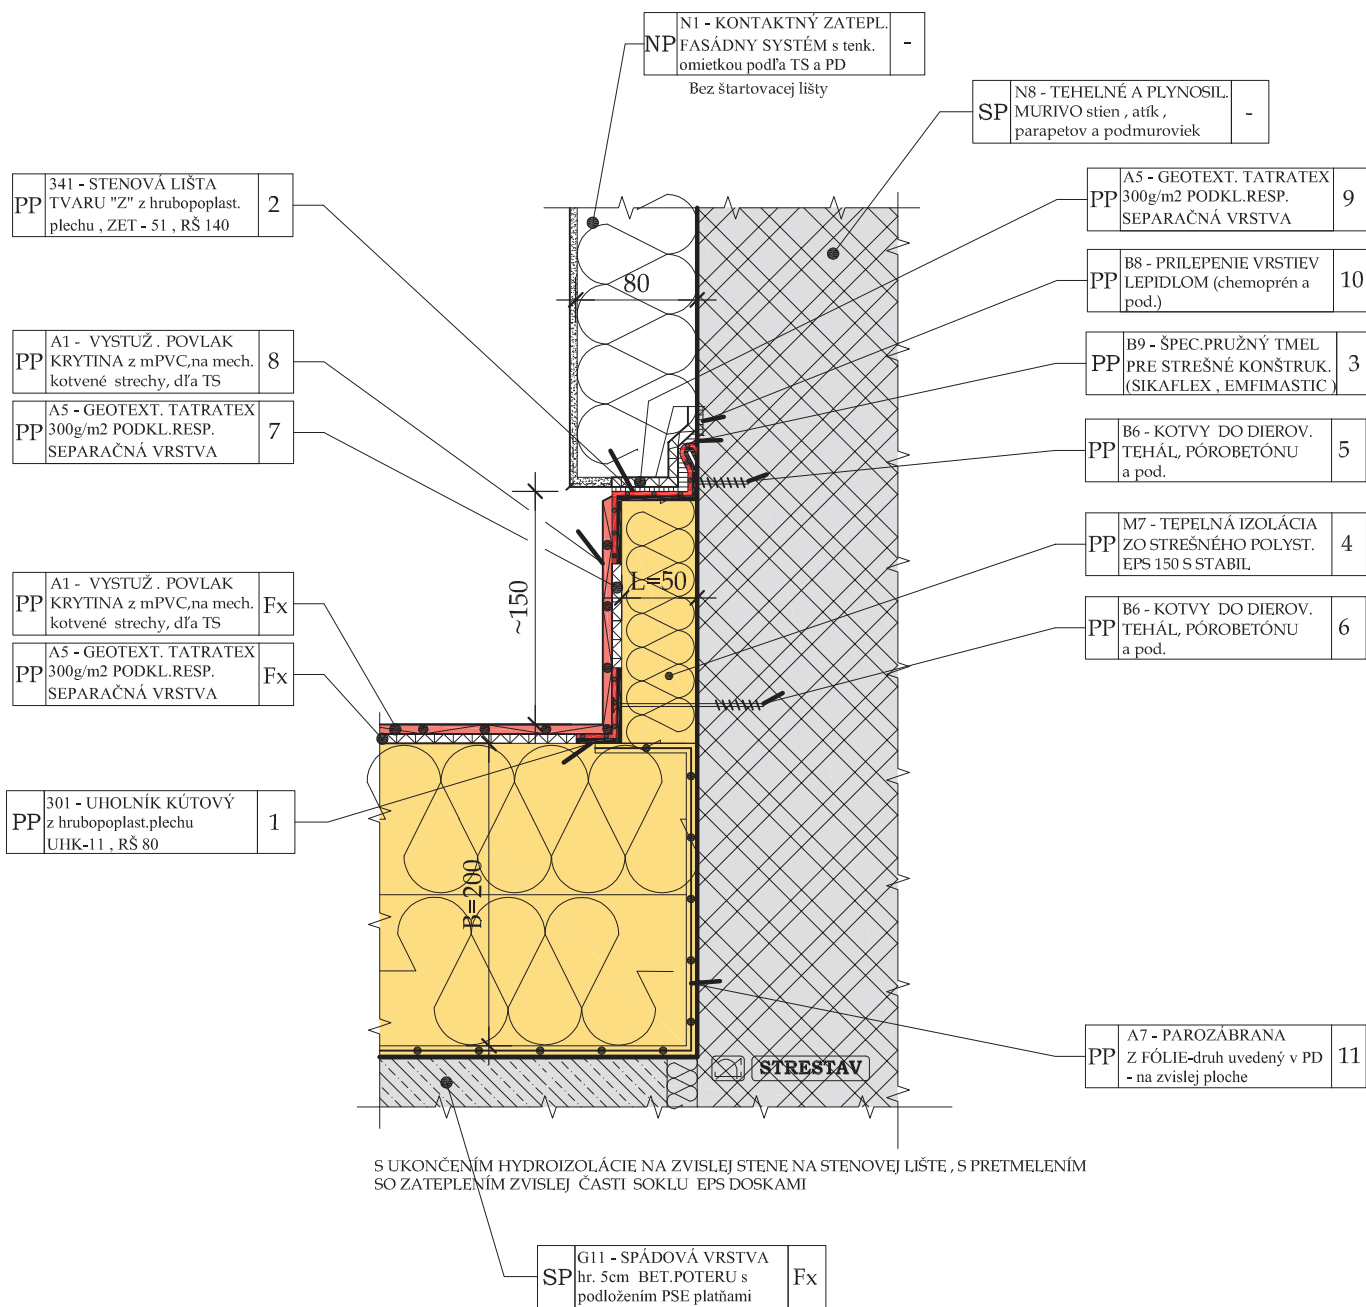 NP
N1 - KONTAKTNÝ ZATEPL.
FASÁDNY SYSTÉM s tenk.
omietkou podľa TS a PD
-
Bez štartovacej lišty
SP
N8 - TEHELNÉ A PLYNOSIL.
MURIVO stien , atík ,
parapetov a podmuroviek
-
PP
341 - STENOVÁ LIŠTA
TVARU "Z" z hrubopoplast.
plechu , ZET - 51 , RŠ 140
2
PP
A5 - GEOTEXT. TATRATEX
300g/m2 PODKL.RESP.
SEPARAČNÁ VRSTVA
9
PP
B8 - PRILEPENIE VRSTIEV
LEPIDLOM (chemoprén a
pod.)
10
PP
A1 - VYSTUŽ . POVLAK
KRYTINA z mPVC,na mech.
kotvené strechy, dľa TS
8
PP
B9 - ŠPEC.PRUŽNÝ TMEL
PRE STREŠNÉ KONŠTRUK.
(SIKAFLEX , EMFIMASTIC )
3
PP
A5 - GEOTEXT. TATRATEX
300g/m2 PODKL.RESP.
SEPARAČNÁ VRSTVA
7
PP
B6 - KOTVY DO DIEROV.
TEHÁL, PÓROBETÓNU
a pod.
5
PP
M7 - TEPELNÁ IZOLÁCIA
ZO STREŠNÉHO POLYST.
EPS 150 S STABIL
4
PP
A1 - VYSTUŽ . POVLAK
KRYTINA z mPVC,na mech.
kotvené strechy, dľa TS
Fx
PP
B6 - KOTVY DO DIEROV.
TEHÁL, PÓROBETÓNU
a pod.
6
PP
A5 - GEOTEXT. TATRATEX
300g/m2 PODKL.RESP.
SEPARAČNÁ VRSTVA
Fx
PP
301 - UHOLNÍK KÚTOVÝ
z hrubopoplast.plechu
UHK-11 , RŠ 80
1
80
L=50
~150
B=200
PP
A7 - PAROZÁBRANA
Z FÓLIE-druh uvedený v PD
- na zvislej ploche
11
STRESTAV
S UKONČENÍM HYDROIZOLÁCIE NA ZVISLEJ STENE NA STENOVEJ LIŠTE , S PRETMELENÍM
SO ZATEPLENÍM ZVISLEJ ČASTI SOKLU EPS DOSKAMI
SP
G11 - SPÁDOVÁ VRSTVA
hr. 5cm BET.POTERU s
podložením PSE platňami
Fx